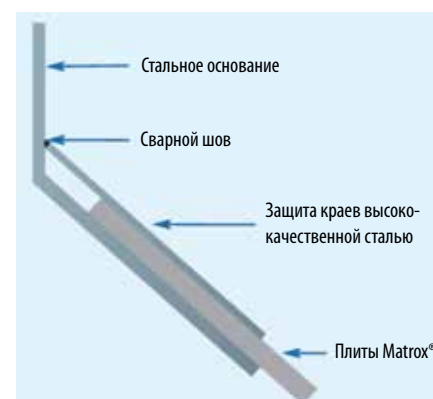 Стальное основание
Сварной шов
Защита краев высоко-
качественной сталью
Плиты Matrox®